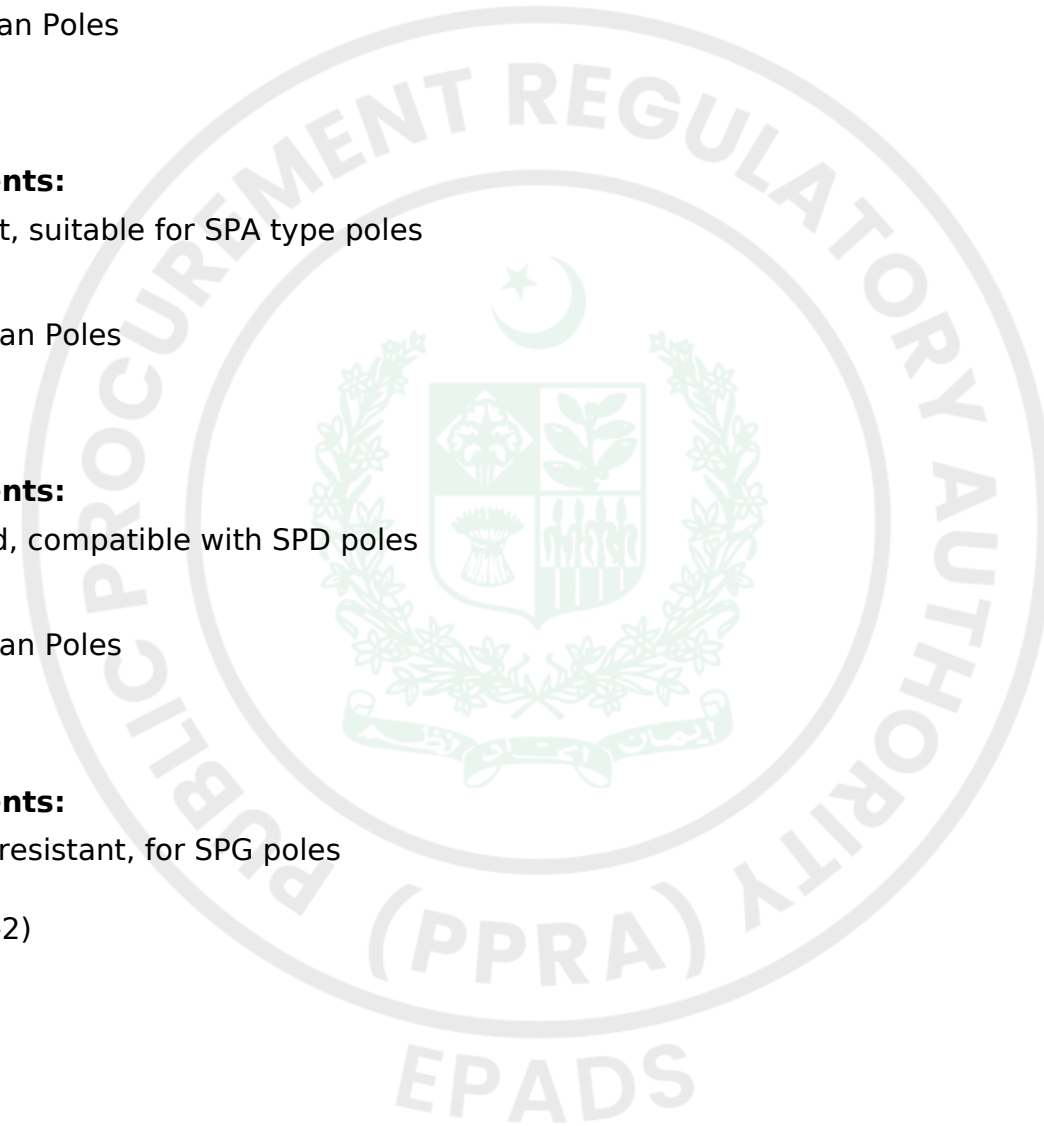 an Poles
nts:
t, suitable for SPA type poles
an Poles
nts:
d, compatible with SPD poles
an Poles
nts:
resistant, for SPG poles
2)
PUBLIC PROCUREMENT REGULATORY AUTHORITY
(PPRA)
EPADS